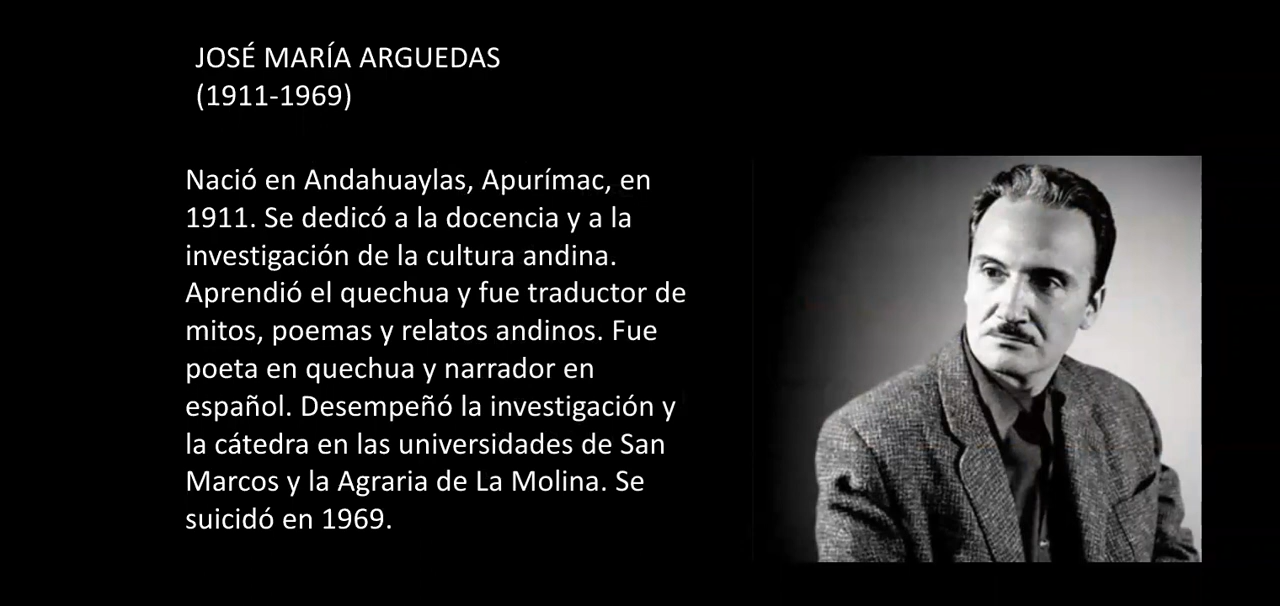 JOSÉ MARÍA ARGUEDAS
(1911-1969)
Nació en Andahuaylas, Apurímac, en
1911. Se dedicó a la docencia y a la
investigación de la cultura andina.
Aprendió el quechua y fue traductor de
mitos, poemas y relatos andinos. Fue
poeta en quechua y narrador en
español. Desempeñó la investigación y
la cátedra en las universidades de San
Marcos y la Agraria de La Molina. Se
suicidó en 1969.